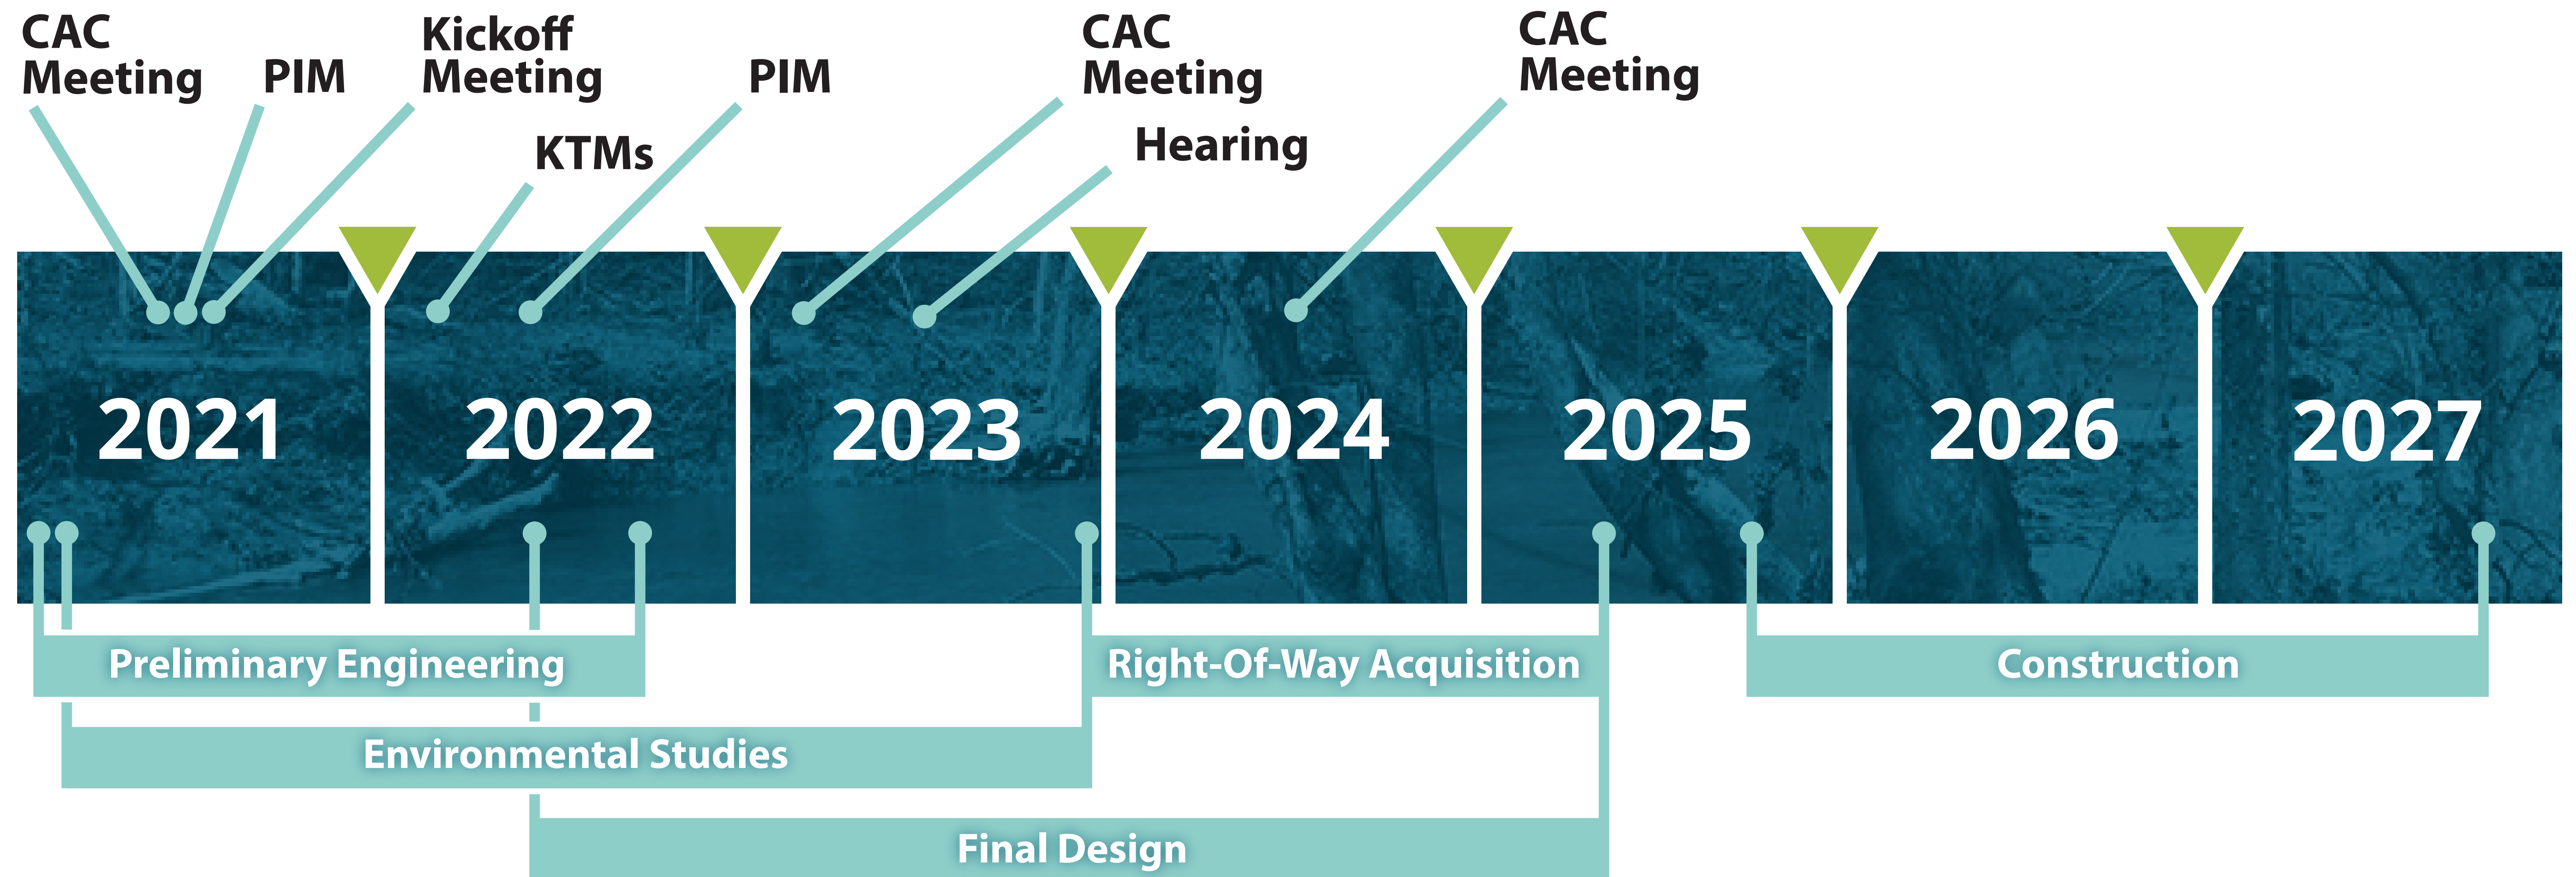 CAC
Meeting
PIM
Kickoff
Meeting
KTMs
PIM
CAC
Meeting
Hearing
CAC
Meeting
2021
2022
2023
2024
2025
2026
2027
Preliminary Engineering
Right-Of-Way Acquisition
Construction
Environmental Studies
Final Design